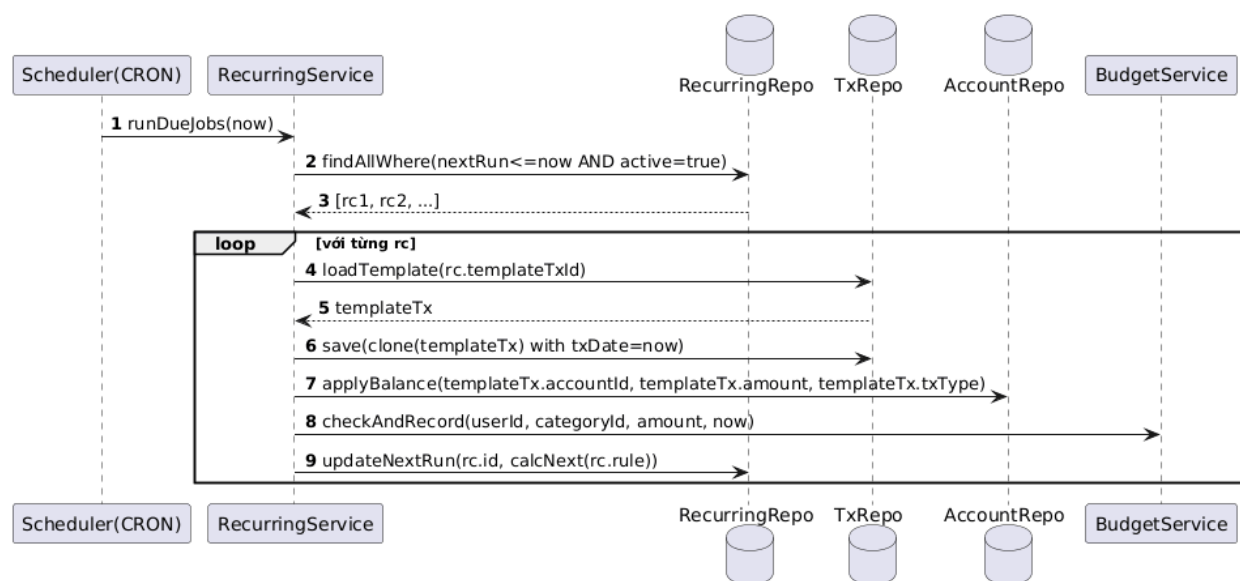 Scheduler(CRON) RecurringService RecurringRepo TxRepo AccountRepo BudgetService
1 runDueJobs(now)
2 findAllWhere(nextRun<=now AND active=true)
3 [rc1, rc2, ...]
loop [với từng rc]
4 loadTemplate(rc.templateTxId)
5 templateTx
6 save(clone(templateTx) with txDate=now)
7 applyBalance(templateTx.accountId, templateTx.amount, templateTx.txType)
8 checkAndRecord(userId, categoryId, amount, now)
9 updateNextRun(rc.id, calcNext(rc.rule))
Scheduler(CRON) RecurringService RecurringRepo TxRepo AccountRepo BudgetService